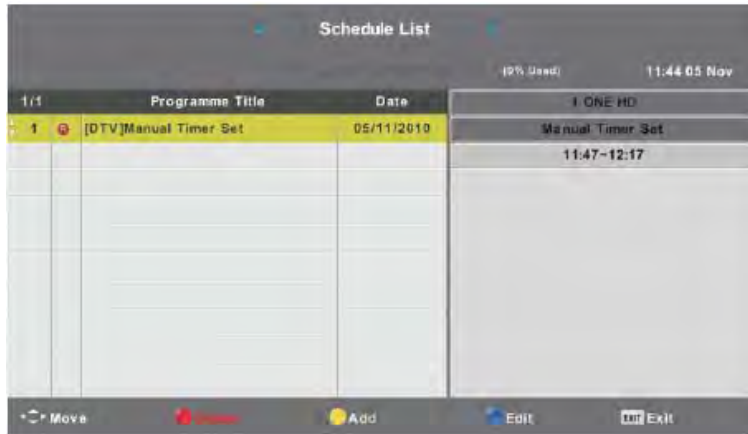 Schedule List
(0% Used) 11:44 05 Nov
1/1 Programme Title Date
1 ONE HD
1 R [DTV]Manual Timer Set 05/11/2010
Manual Timer Set
11:47~12:17
Move Delete Add Edit EXIT Exit